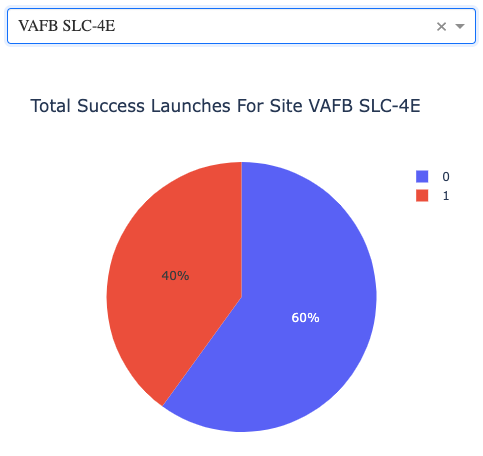 VAFB SLC-4E
Total Success Launches For Site VAFB SLC-4E
0
1
40%
60%